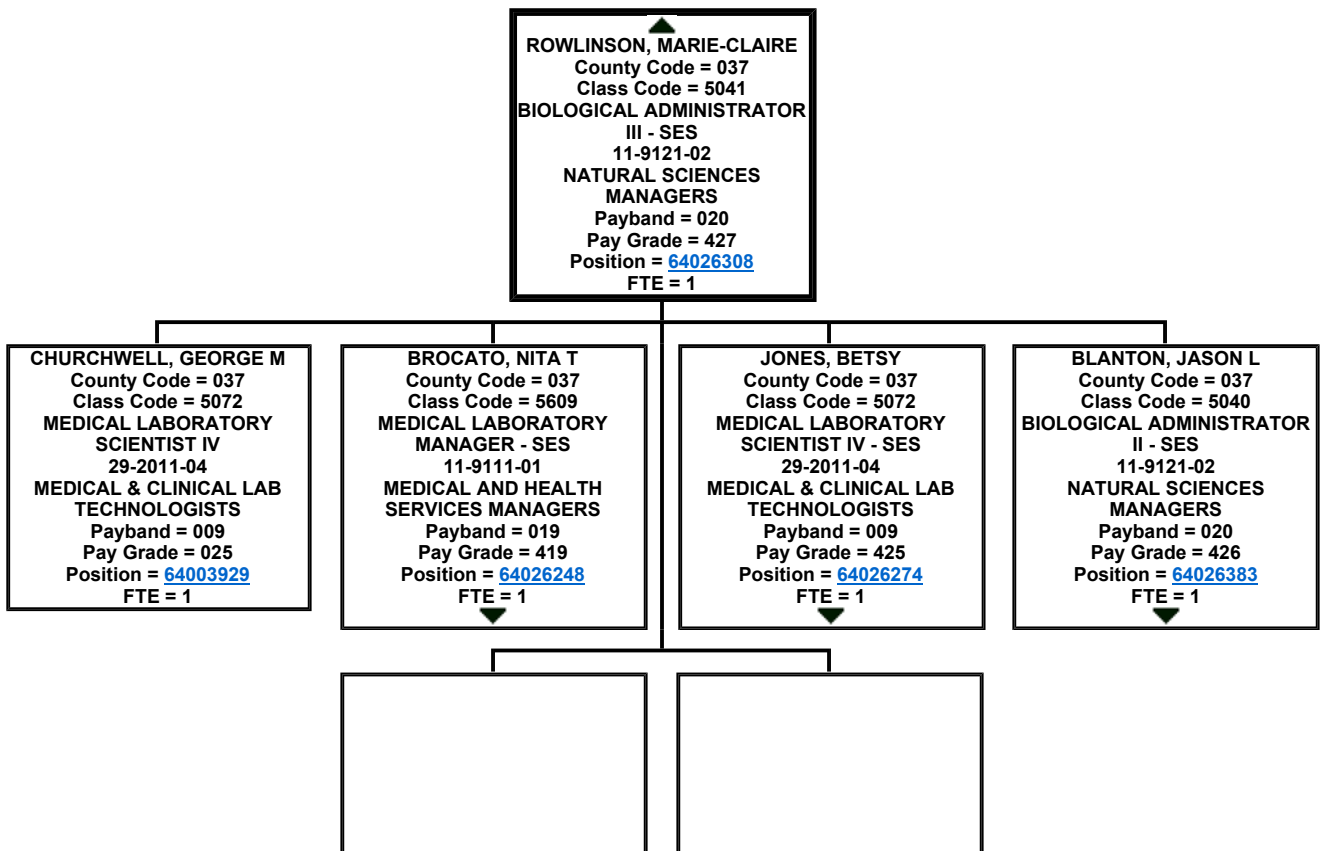 ROWLINSON, MARIE-CLAIRE
County Code = 037
Class Code = 5041
BIOLOGICAL ADMINISTRATOR
III - SES
11-9121-02
NATURAL SCIENCES
MANAGERS
Payband = 020
Pay Grade = 427
Position = 64026308
FTE = 1
CHURCHWELL, GEORGE M
County Code = 037
Class Code = 5072
MEDICAL LABORATORY
SCIENTIST IV
29-2011-04
MEDICAL & CLINICAL LAB
TECHNOLOGISTS
Payband = 009
Pay Grade = 025
Position = 64003929
FTE = 1
BROCATO, NITA T
County Code = 037
Class Code = 5609
MEDICAL LABORATORY
MANAGER - SES
11-9111-01
MEDICAL AND HEALTH
SERVICES MANAGERS
Payband = 019
Pay Grade = 419
Position = 64026248
FTE = 1
JONES, BETSY
County Code = 037
Class Code = 5072
MEDICAL LABORATORY
SCIENTIST IV - SES
29-2011-04
MEDICAL & CLINICAL LAB
TECHNOLOGISTS
Payband = 009
Pay Grade = 425
Position = 64026274
FTE = 1
BLANTON, JASON L
County Code = 037
Class Code = 5040
BIOLOGICAL ADMINISTRATOR
II - SES
11-9121-02
NATURAL SCIENCES
MANAGERS
Payband = 020
Pay Grade = 426
Position = 64026383
FTE = 1